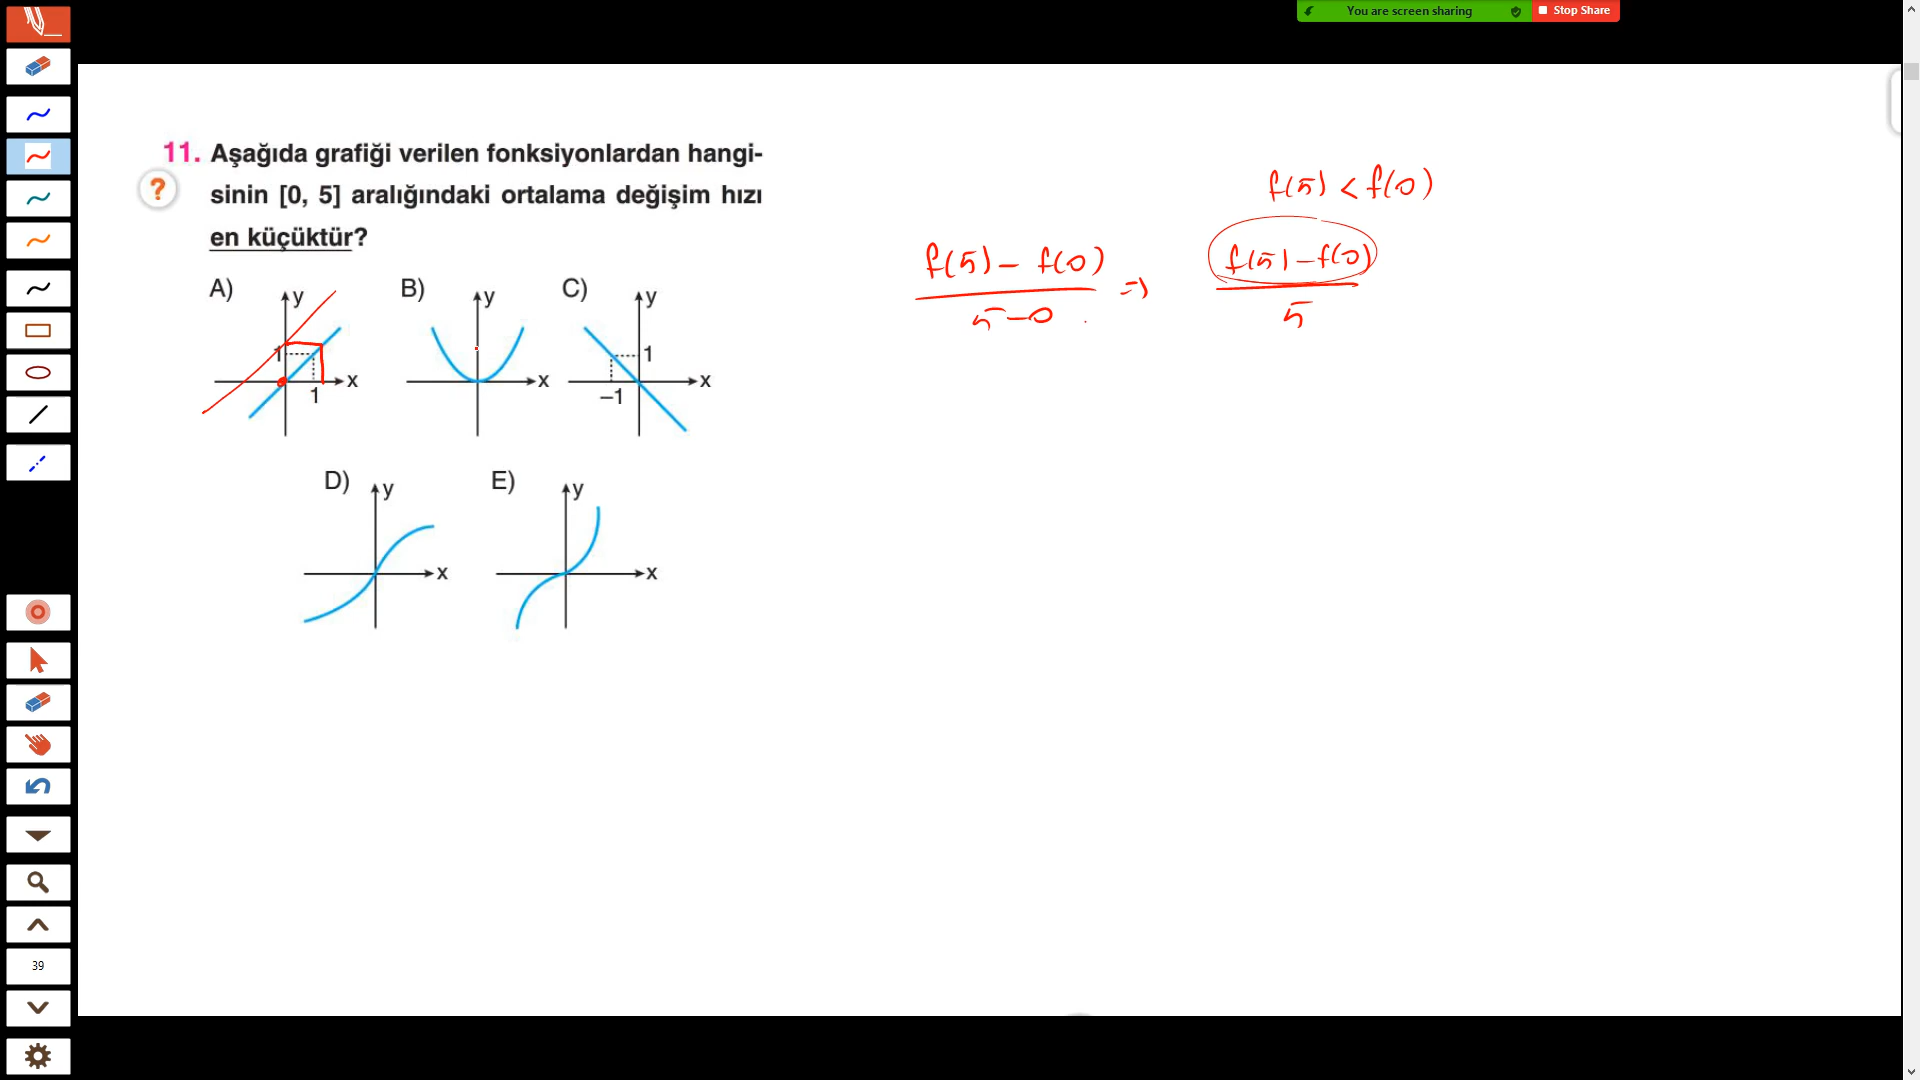 You are screen sharing
Stop Share
11. Aşağıda grafiği verilen fonksiyonlardan hangi-
sinin [0, 5] aralığındaki ortalama değişim hızı
en küçüktür?
?
A)
y
1
1
x
B)
y
x
C)
y
1
−1
x
D)
y
x
E)
y
x
f(5) < f(0)
f(5) − f(0)
5−0
⇒
f(5) − f(0)
5
39